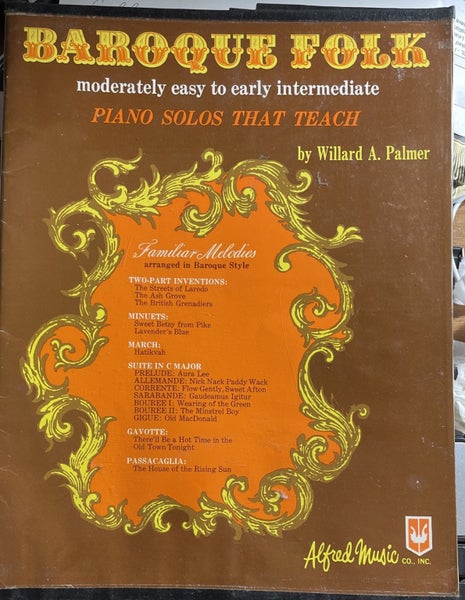 BAROQUE FOLK
moderately easy to early intermediate
PIANO SOLOS THAT TEACH
by Willard A. Palmer
Familiar Melodies
arranged in Baroque Style
TWO-PART INVENTIONS:
The Streets of Laredo
The Ash Grove
The British Grenadiers
MINUETS:
Sweet Betsy from Pike
Lavender's Blue
MARCH:
Hatikvah
SUITE IN C MAJOR
PRELUDE: Aura Lee
ALLEMANDE: Nick Nack Paddy Wack
CORRENTE: Flow Gently, Sweet Afton
SARABANDE: Gaudeamus Igitur
BOUREE I: Wearing of the Green
BOUREE II: The Minstrel Boy
GIGUE: Old MacDonald
GAVOTTE:
There'll Be a Hot Time in the
Old Town Tonight
PASSACAGLIA:
The House of the Rising Sun
Alfred Music CO., INC.